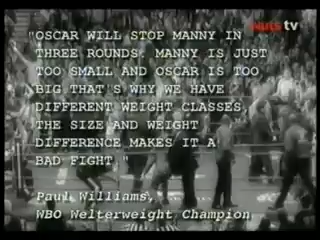 nuts tv
"OSCAR WILL STOP MANNY IN
THREE ROUNDS. MANNY IS JUST
TOO SMALL AND OSCAR IS TOO
BIG THAT'S WHY WE HAVE
DIFFERENT WEIGHT CLASSES,
THE SIZE AND WEIGHT
DIFFERENCE MAKES IT A
BAD FIGHT."
Paul Williams,
WBO Welterweight Champion